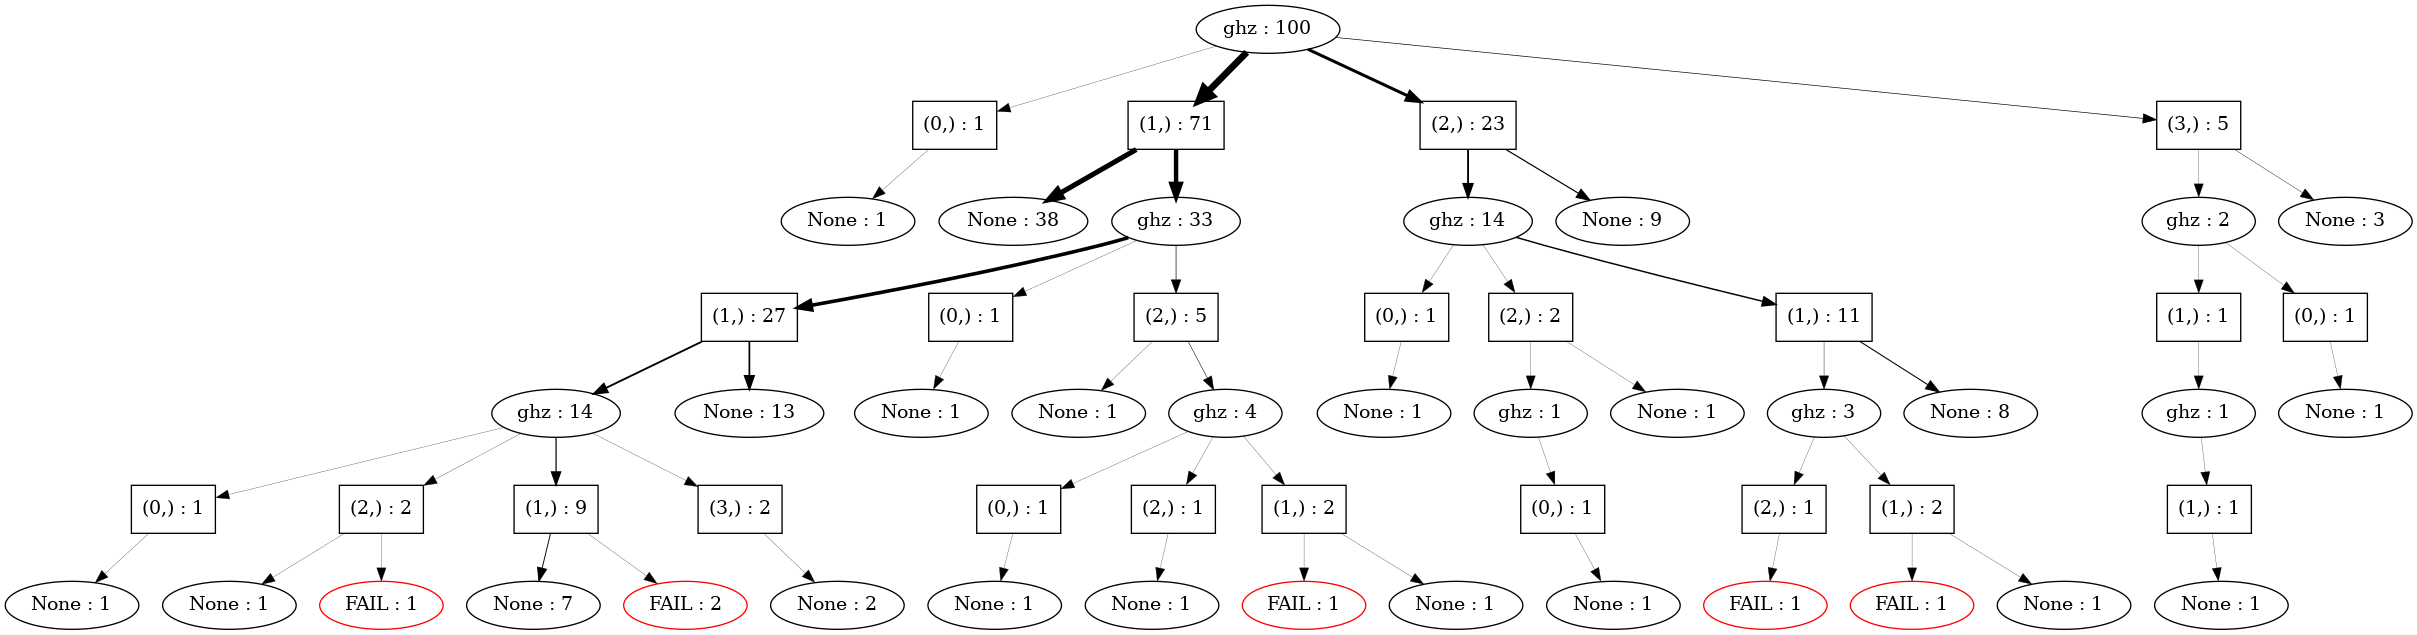 ghz : 100
(0,) : 1
(1,) : 71
(2,) : 23
(3,) : 5
None : 1
None : 38
ghz : 33
ghz : 14
None : 9
ghz : 2
None : 3
(1,) : 27
(0,) : 1
(2,) : 5
(0,) : 1
(2,) : 2
(1,) : 11
(1,) : 1
(0,) : 1
ghz : 14
None : 13
None : 1
None : 1
ghz : 4
None : 1
ghz : 1
None : 1
ghz : 3
None : 8
ghz : 1
None : 1
(0,) : 1
(2,) : 2
(1,) : 9
(3,) : 2
(0,) : 1
(2,) : 1
(1,) : 2
(0,) : 1
(2,) : 1
(1,) : 2
(1,) : 1
None : 1
None : 1
FAIL : 1
None : 7
FAIL : 2
None : 2
None : 1
None : 1
FAIL : 1
None : 1
None : 1
FAIL : 1
FAIL : 1
None : 1
None : 1